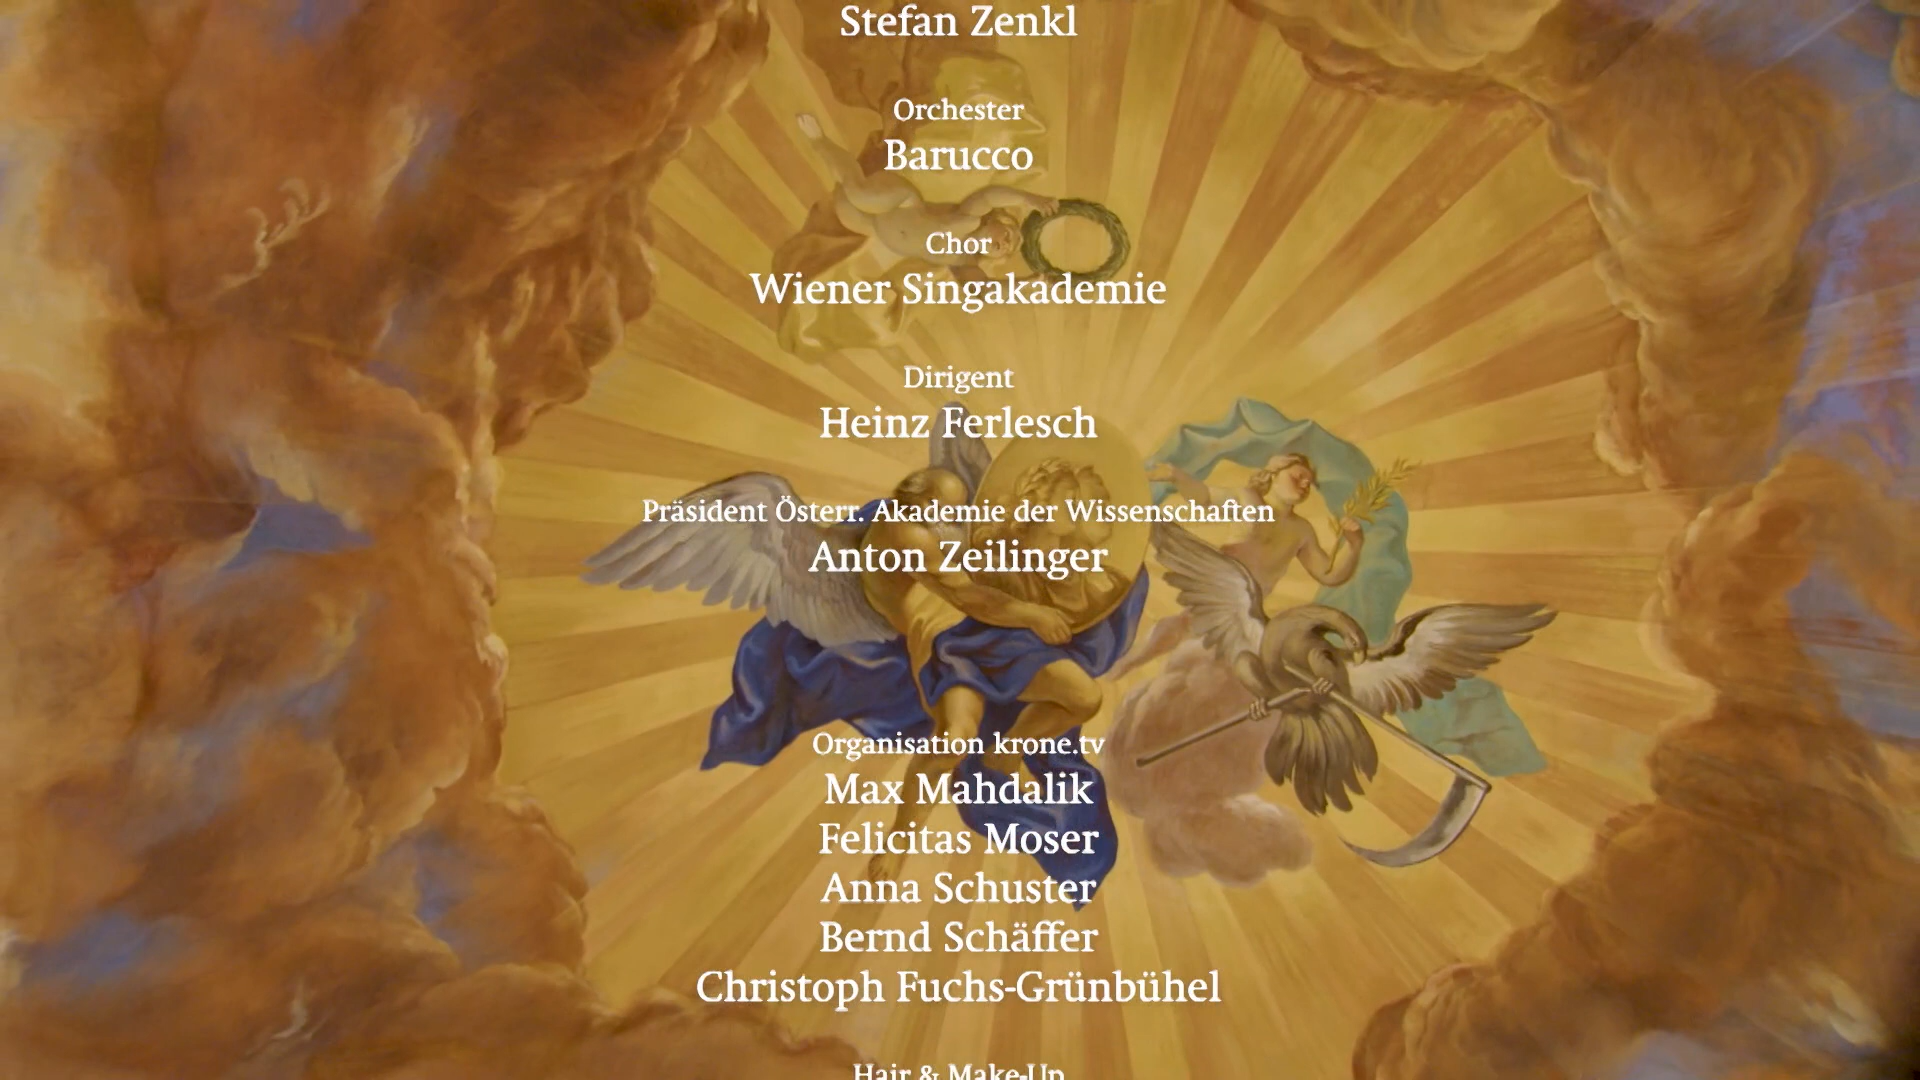 Stefan Zenkl
Orchester
Barucco
Chor
Wiener Singakademie
Dirigent
Heinz Ferlesch
Präsident Österr. Akademie der Wissenschaften
Anton Zeilinger
Organisation krone.tv
Max Mahdalik
Felicitas Moser
Anna Schuster
Bernd Schäffer
Christoph Fuchs-Grünbühel
Hair & Make-Up